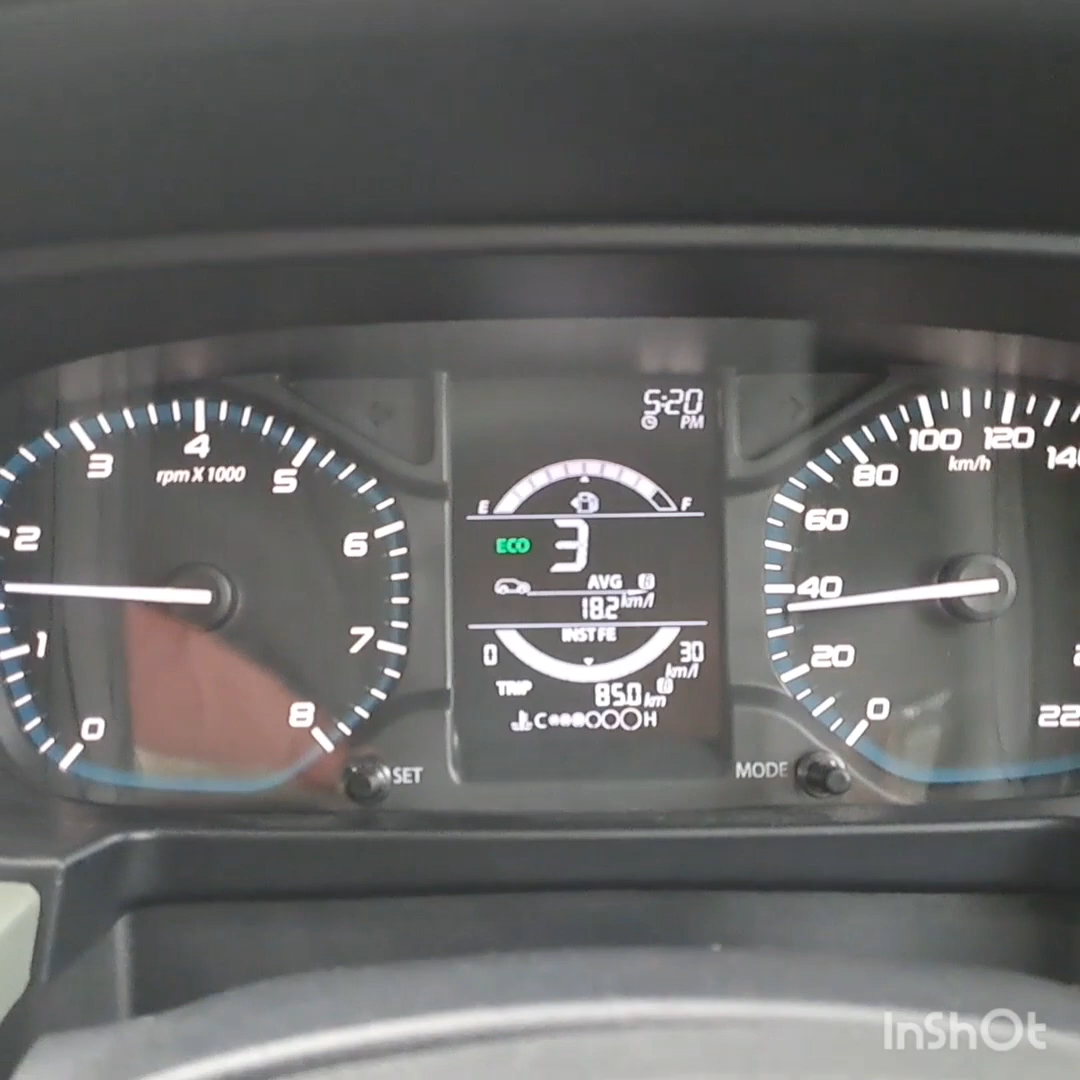 5:20
PM
0 1 2 3 4 5 6 7 8
rpm X 1000
E F
ECO
3
AVG
18.2 km/l
INST FE
0 30
km/l
TRIP
85.0 km
C H
0 20 40 60 80 100 120 140
km/h
SET
MODE
InShOt